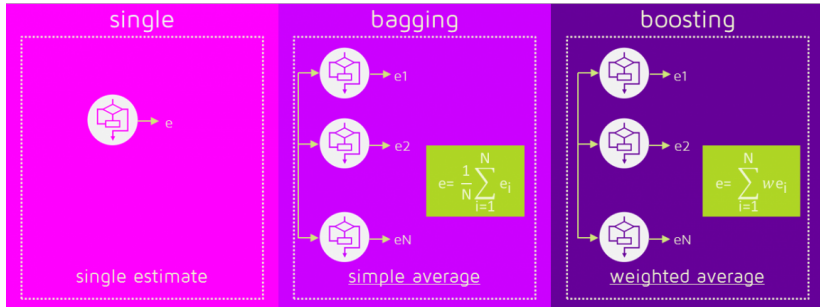 single
e
single estimate
bagging
e1
e2
e= 1/N ∑_{i=1}^{N} e_i
eN
simple average
boosting
e1
e2
e= ∑_{i=1}^{N} we_i
eN
weighted average